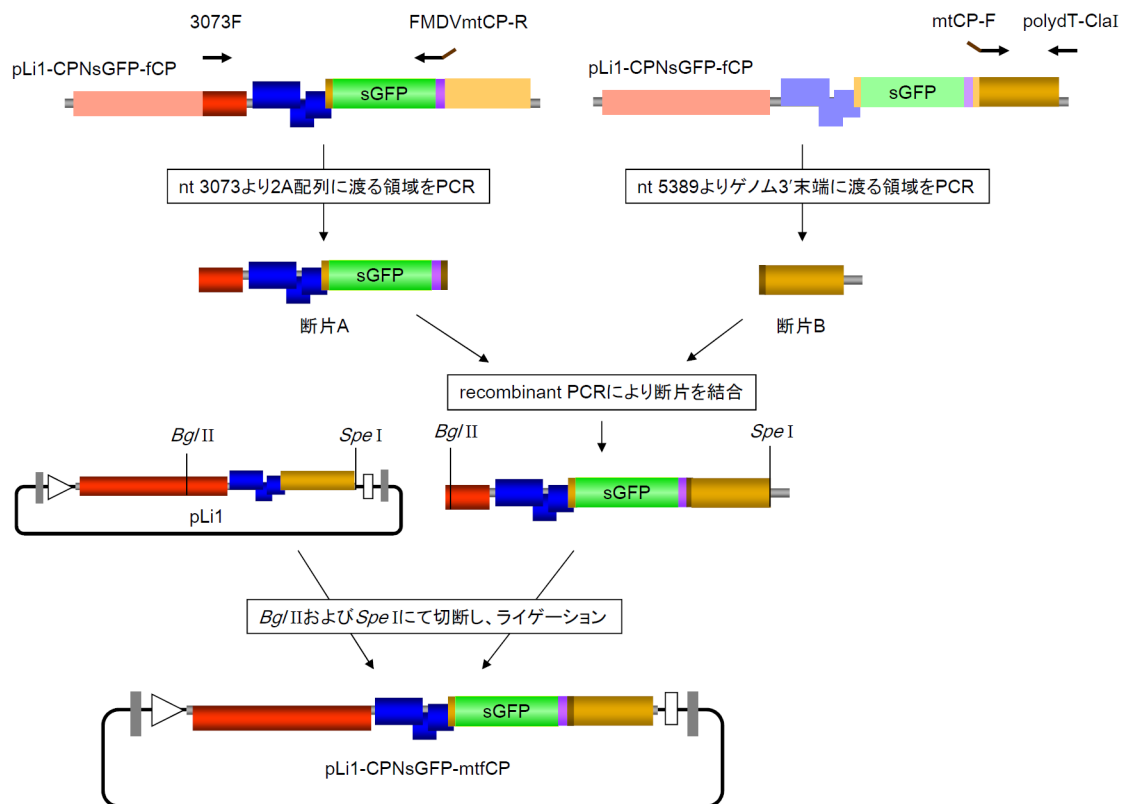 3073F
FMDVmtCP-R
pLi1-CPNsGFP-fCP
sGFP
mtCP-F
polydT-ClaI
pLi1-CPNsGFP-fCP
sGFP
nt 3073より2A配列に渡る領域をPCR
nt 5389よりゲノム3’末端に渡る領域をPCR
sGFP
断片A
断片B
recombinant PCRにより断片を結合
BglII
SpeI
pLi1
BglII
SpeI
sGFP
BglIIおよびSpeIにて切断し、ライゲーション
sGFP
pLi1-CPNsGFP-mtfCP